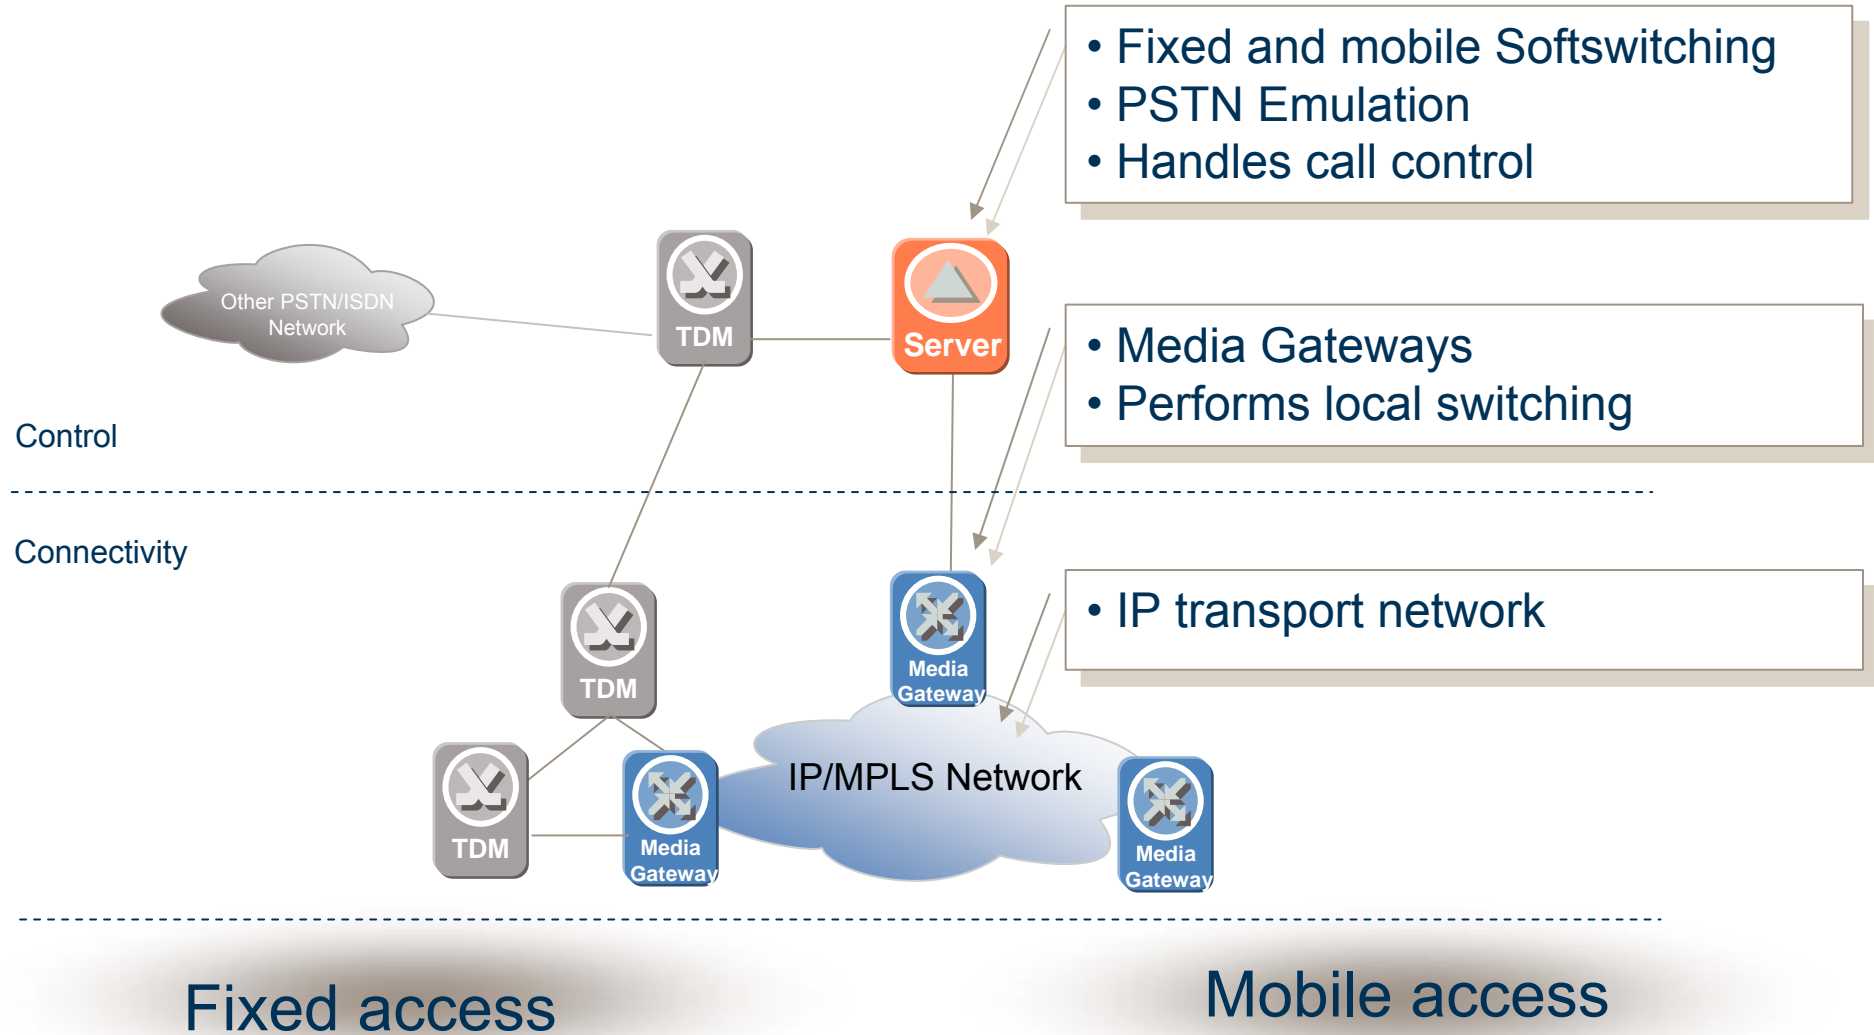 • Fixed and mobile Softswitching
• PSTN Emulation
• Handles call control
Other PSTN/ISDN
Network
TDM
Server
• Media Gateways
• Performs local switching
Control
Connectivity
• IP transport network
TDM
Media
Gateway
IP/MPLS Network
TDM
Media
Gateway
Media
Gateway
Fixed access
Mobile access